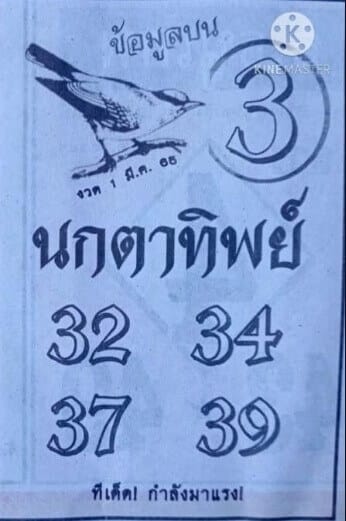 ข้อมูลบน
3
KINEMASTER
งวด 1 มี.ค. 65
นกตาทิพย์
32 34
37 39
ทีเด็ด! กำลังมาแรง!